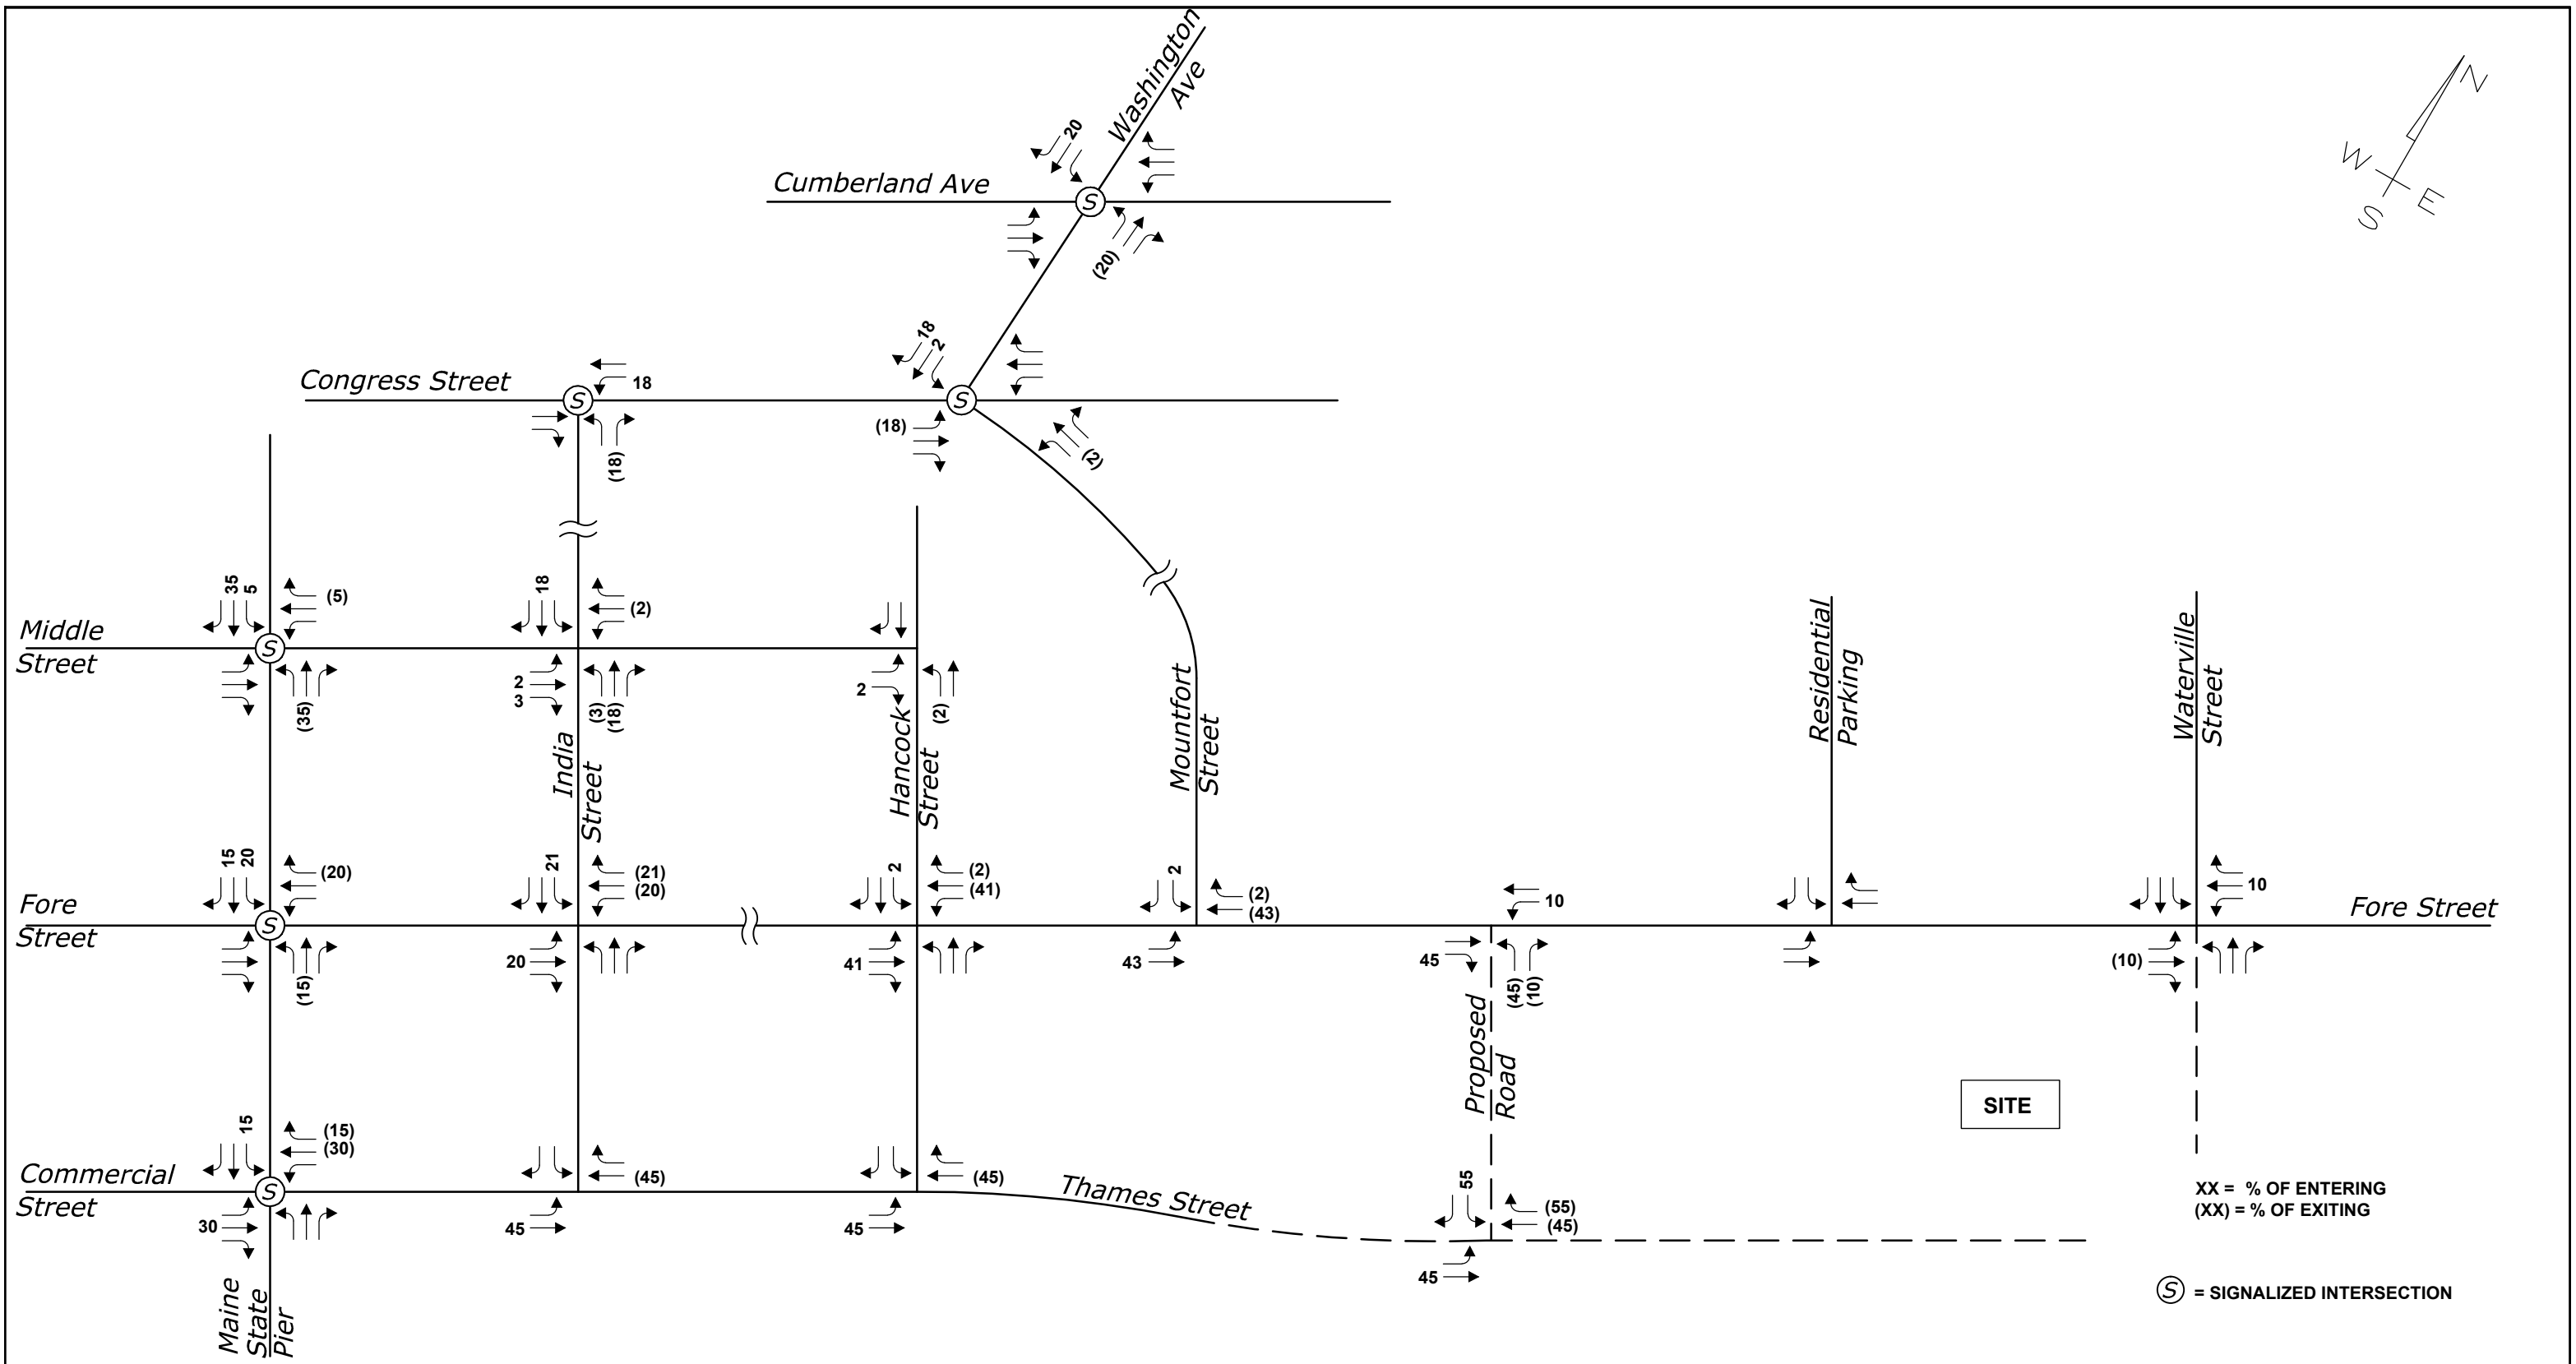 Washington
Ave
N
W
E
S
20
Cumberland Ave
S
(20)
18
2
Congress Street
18
S
S
(18)
(18)
(2)
35
5
(5)
18
(2)
Middle
Street
S
2
3
2
(35)
(3)
(18)
(2)
India
Street
Hancock
Street
Mountfort
Street
Residential
Parking
Waterville
Street
15
20
(20)
21
(21)
(20)
2
(2)
(41)
2
(2)
(43)
10
10
Fore
Street
S
Fore Street
20
41
43
45
(10)
(15)
(45)
(10)
Proposed
Road
SITE
15
(15)
(30)
Commercial
Street
S
(45)
(45)
Thames Street
55
(55)
(45)
30
45
45
45
Maine
State
Pier
XX = % OF ENTERING
(XX) = % OF EXITING
S = SIGNALIZED INTERSECTION